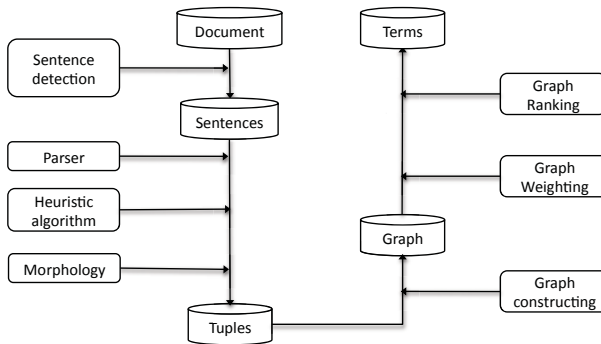 Document
Terms
Sentence
detection
Graph
Ranking
Sentences
Parser
Graph
Weighting
Heuristic
algorithm
Graph
Morphology
Graph
constructing
Tuples